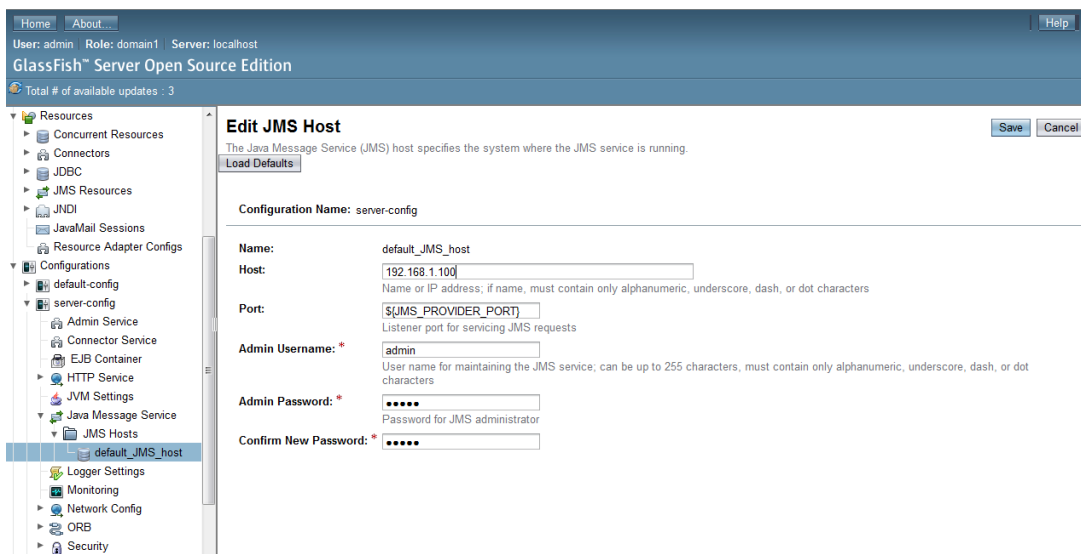 Home About... Help
User: admin Role: domain1 Server: localhost
GlassFish™ Server Open Source Edition
Total # of available updates : 3
Resources
Concurrent Resources
Connectors
JDBC
JMS Resources
JNDI
JavaMail Sessions
Resource Adapter Configs
Configurations
default-config
server-config
Admin Service
Connector Service
EJB Container
HTTP Service
JVM Settings
Java Message Service
JMS Hosts
default_JMS_host
Logger Settings
Monitoring
Network Config
ORB
Security
Edit JMS Host
Save Cancel
The Java Message Service (JMS) host specifies the system where the JMS service is running.
Load Defaults
Configuration Name: server-config
Name: default_JMS_host
Host: 192.168.1.100
Name or IP address; if name, must contain only alphanumeric, underscore, dash, or dot characters
Port: ${JMS_PROVIDER_PORT}
Listener port for servicing JMS requests
Admin Username: * admin
User name for maintaining the JMS service; can be up to 255 characters, must contain only alphanumeric, underscore, dash, or dot
characters
Admin Password: * •••••
Password for JMS administrator
Confirm New Password: * •••••